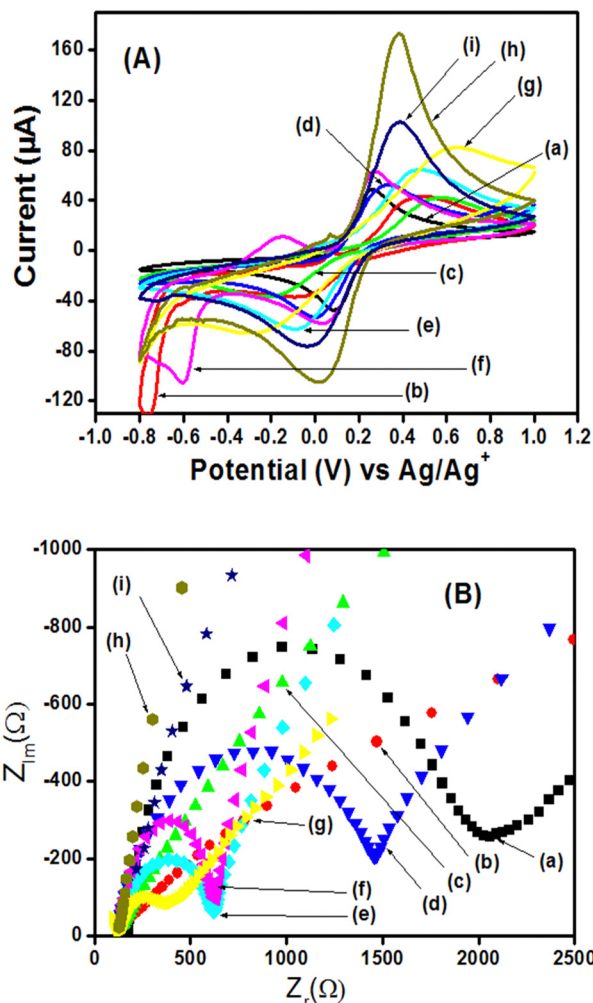 (A)
Current (µA)
160
120
80
40
0
-40
-80
-120
(i)
(h)
(g)
(d)
(a)
(c)
(e)
(f)
(b)
-1.0 -0.8 -0.6 -0.4 -0.2 0.0 0.2 0.4 0.6 0.8 1.0 1.2
Potential (V) vs Ag/Ag+
(B)
Z_Im(Ω)
-1000
-800
-600
-400
-200
0
(i)
(h)
(g)
(b)
(a)
(c)
(f)
(d)
(e)
0 500 1000 1500 2000 2500
Z_r(Ω)